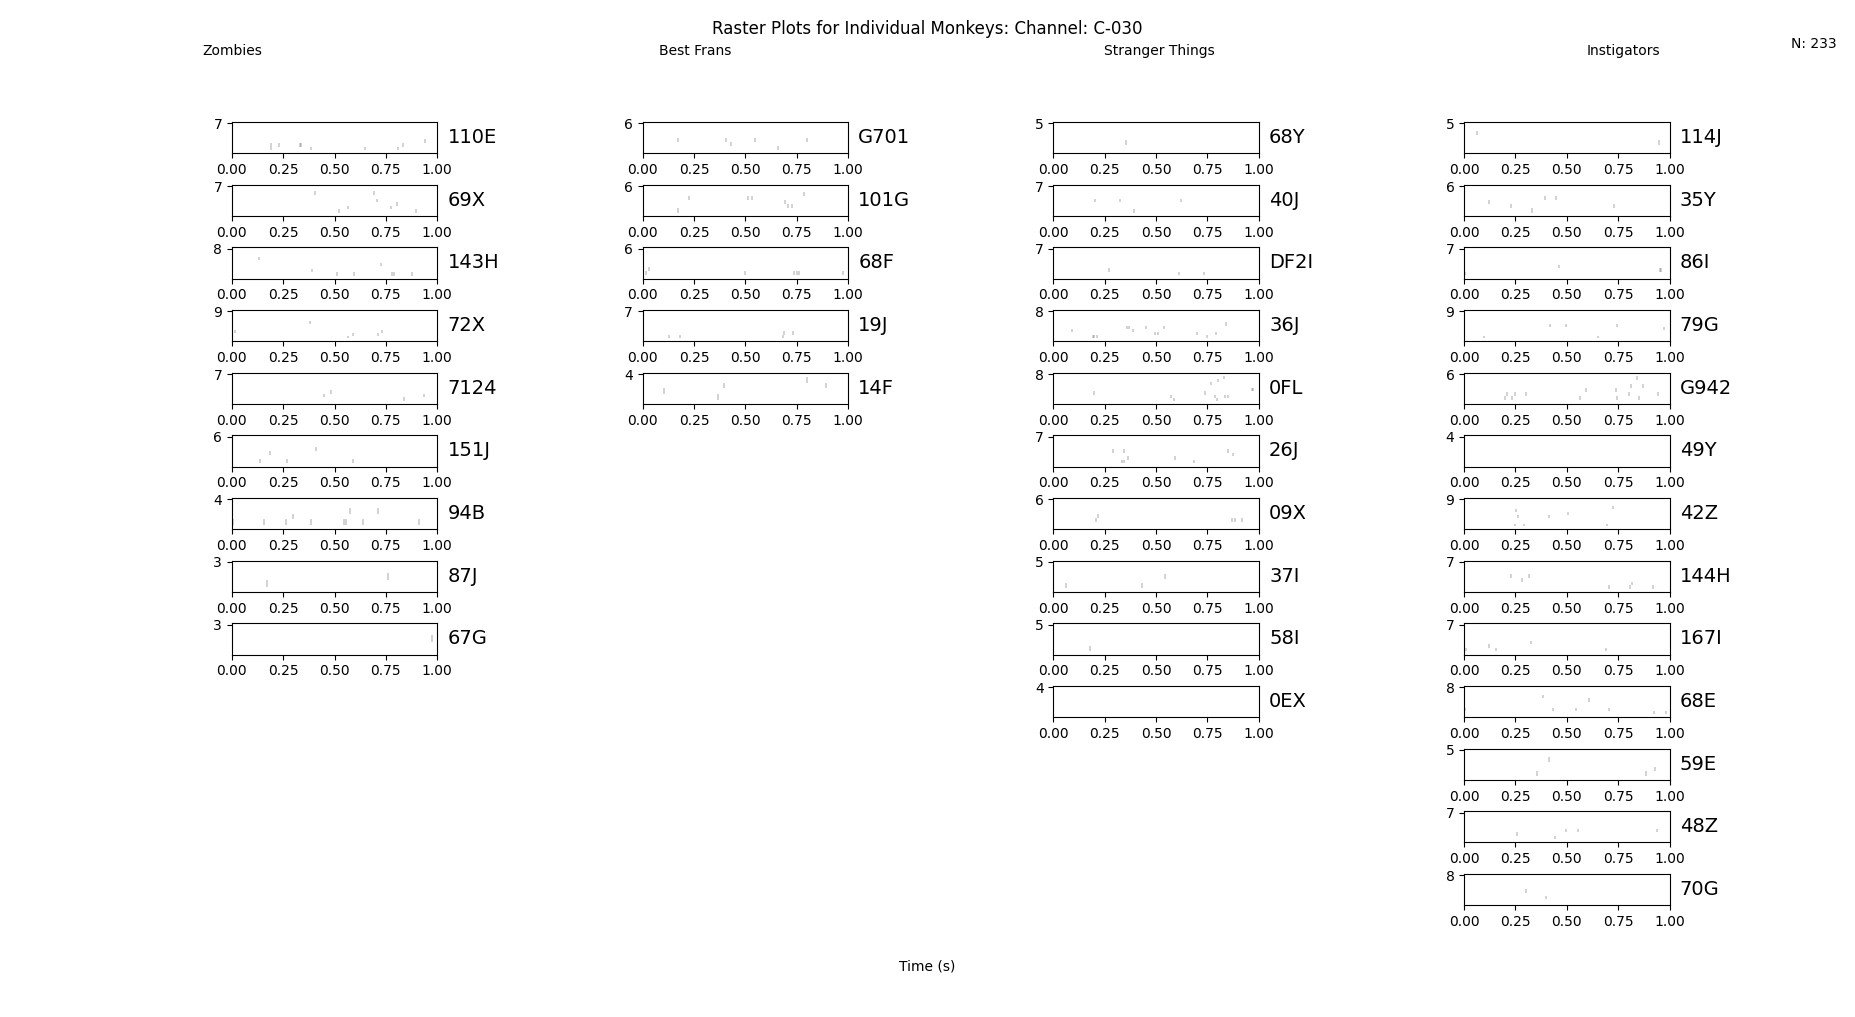 Raster Plots for Individual Monkeys: Channel: C-030
Zombies Best Frans Stranger Things Instigators N: 233
7 110E 6 G701 5 68Y 5 114J
0.00 0.25 0.50 0.75 1.00 0.00 0.25 0.50 0.75 1.00 0.00 0.25 0.50 0.75 1.00 0.00 0.25 0.50 0.75 1.00
7 69X 6 101G 7 40J 6 35Y
0.00 0.25 0.50 0.75 1.00 0.00 0.25 0.50 0.75 1.00 0.00 0.25 0.50 0.75 1.00 0.00 0.25 0.50 0.75 1.00
8 143H 6 68F 7 DF2I 7 86I
0.00 0.25 0.50 0.75 1.00 0.00 0.25 0.50 0.75 1.00 0.00 0.25 0.50 0.75 1.00 0.00 0.25 0.50 0.75 1.00
9 72X 7 19J 8 36J 9 79G
0.00 0.25 0.50 0.75 1.00 0.00 0.25 0.50 0.75 1.00 0.00 0.25 0.50 0.75 1.00 0.00 0.25 0.50 0.75 1.00
7 7124 4 14F 8 0FL 6 G942
0.00 0.25 0.50 0.75 1.00 0.00 0.25 0.50 0.75 1.00 0.00 0.25 0.50 0.75 1.00 0.00 0.25 0.50 0.75 1.00
6 151J 7 26J 4 49Y
0.00 0.25 0.50 0.75 1.00 0.00 0.25 0.50 0.75 1.00 0.00 0.25 0.50 0.75 1.00
4 94B 6 09X 9 42Z
0.00 0.25 0.50 0.75 1.00 0.00 0.25 0.50 0.75 1.00 0.00 0.25 0.50 0.75 1.00
3 87J 5 37I 7 144H
0.00 0.25 0.50 0.75 1.00 0.00 0.25 0.50 0.75 1.00 0.00 0.25 0.50 0.75 1.00
3 67G 5 58I 7 167I
0.00 0.25 0.50 0.75 1.00 0.00 0.25 0.50 0.75 1.00 0.00 0.25 0.50 0.75 1.00
4 0EX 8 68E
0.00 0.25 0.50 0.75 1.00 0.00 0.25 0.50 0.75 1.00
5 59E
0.00 0.25 0.50 0.75 1.00
7 48Z
0.00 0.25 0.50 0.75 1.00
8 70G
0.00 0.25 0.50 0.75 1.00
Time (s)